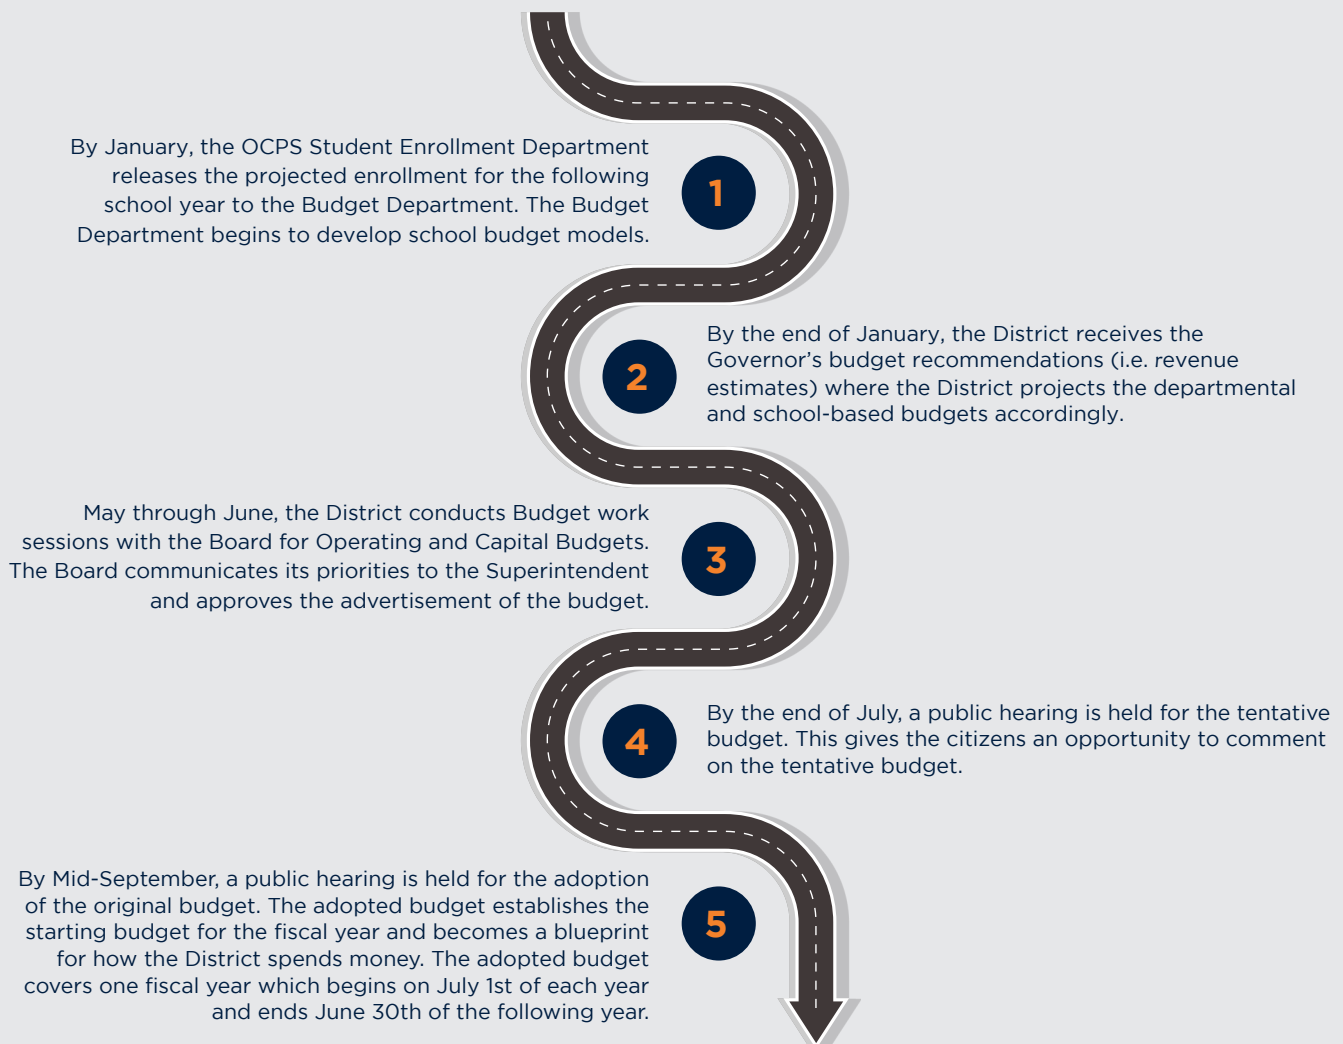 By January, the OCPS Student Enrollment Department
releases the projected enrollment for the following
school year to the Budget Department. The Budget
Department begins to develop school budget models.
1
2
By the end of January, the District receives the
Governor's budget recommendations (i.e. revenue
estimates) where the District projects the departmental
and school-based budgets accordingly.
May through June, the District conducts Budget work
sessions with the Board for Operating and Capital Budgets.
The Board communicates its priorities to the Superintendent
and approves the advertisement of the budget.
3
4
By the end of July, a public hearing is held for the tentative
budget. This gives the citizens an opportunity to comment
on the tentative budget.
By Mid-September, a public hearing is held for the adoption
of the original budget. The adopted budget establishes the
starting budget for the fiscal year and becomes a blueprint
for how the District spends money. The adopted budget
covers one fiscal year which begins on July 1st of each year
and ends June 30th of the following year.
5